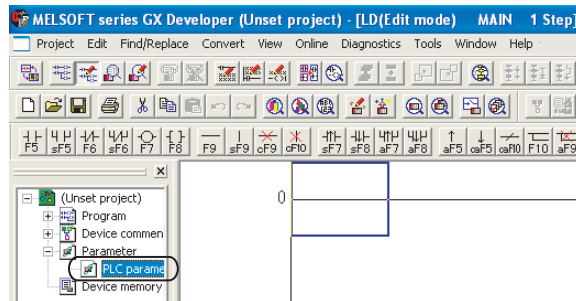 MELSOFT series GX Developer (Unset project) - [LD(Edit mode) MAIN 1 Step]
Project Edit Find/Replace Convert View Online Diagnostics Tools Window Help
F5 sF5 F6 sF6 F7 F8 F9 sF9 cF9 cF10 sF7 sF8 aF7 aF8 aF5 caF5 caF10 F10 aF9
(Unset project)
Program
Device commen
Parameter
PLC parame
Device memory
0